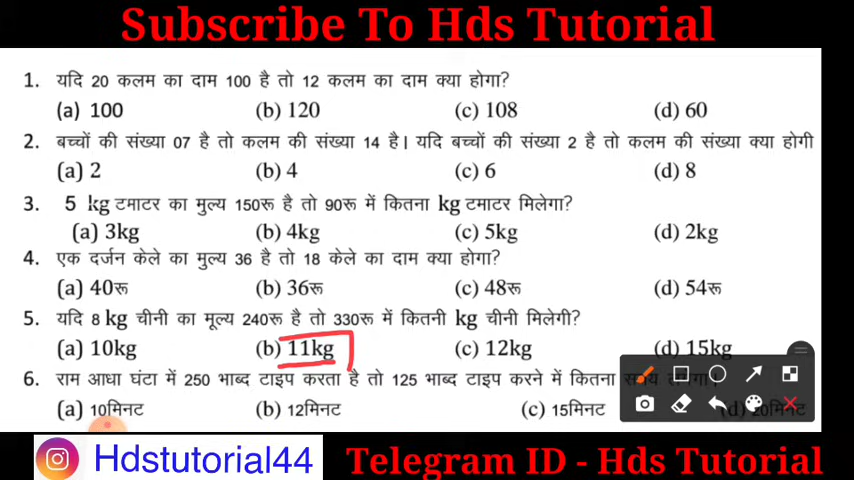 Subscribe To Hds Tutorial
1. यदि 20 कलम का दाम 100 है तो 12 कलम का दाम क्या होगा?
(a) 100 (b) 120 (c) 108 (d) 60
2. बच्चों की संख्या 07 है तो कलम की संख्या 14 है। यदि बच्चों की संख्या 2 है तो कलम की संख्या क्या होगी
(a) 2 (b) 4 (c) 6 (d) 8
3. 5 kg टमाटर का मुल्य 150रू है तो 90रू में कितना kg टमाटर मिलेगा?
(a) 3kg (b) 4kg (c) 5kg (d) 2kg
4. एक दर्जन केले का मुल्य 36 है तो 18 केले का दाम क्या होगा?
(a) 40रू (b) 36रू (c) 48रू (d) 54रू
5. यदि 8 kg चीनी का मूल्य 240रू है तो 330रू में कितनी kg चीनी मिलेगी?
(a) 10kg (b) 11kg (c) 12kg (d) 15kg
6. राम आधा घंटा में 250 भाब्द टाइप करता है तो 125 भाब्द टाइप करने में कितना
(a) 10मिनट (b) 12मिनट (c) 15मिनट (d) 20मिनट
Hdstutorial44 Telegram ID - Hds Tutorial